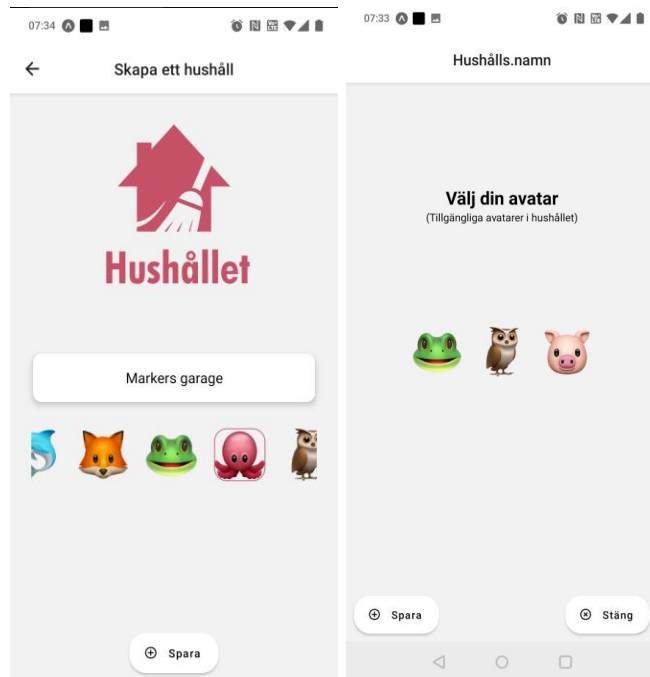 07:34
Skapa ett hushåll
Hushållet
Markers garage
Spara
07:33
Hushålls.namn
Välj din avatar
(Tillgängliga avatarer i hushållet)
Spara
Stäng